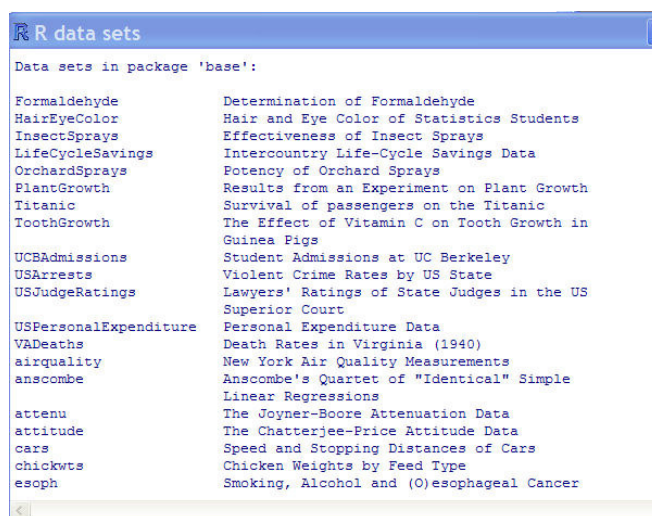 R R data sets
Data sets in package 'base':
Formaldehyde Determination of Formaldehyde
HairEyeColor Hair and Eye Color of Statistics Students
InsectSprays Effectiveness of Insect Sprays
LifeCycleSavings Intercountry Life-Cycle Savings Data
OrchardSprays Potency of Orchard Sprays
PlantGrowth Results from an Experiment on Plant Growth
Titanic Survival of passengers on the Titanic
ToothGrowth The Effect of Vitamin C on Tooth Growth in
Guinea Pigs
UCBAdmissions Student Admissions at UC Berkeley
USArrests Violent Crime Rates by US State
USJudgeRatings Lawyers' Ratings of State Judges in the US
Superior Court
USPersonalExpenditure Personal Expenditure Data
VADeaths Death Rates in Virginia (1940)
airquality New York Air Quality Measurements
anscombe Anscombe's Quartet of "Identical" Simple
Linear Regressions
attenu The Joyner-Boore Attenuation Data
attitude The Chatterjee-Price Attitude Data
cars Speed and Stopping Distances of Cars
chickwts Chicken Weights by Feed Type
esoph Smoking, Alcohol and (O)esophageal Cancer